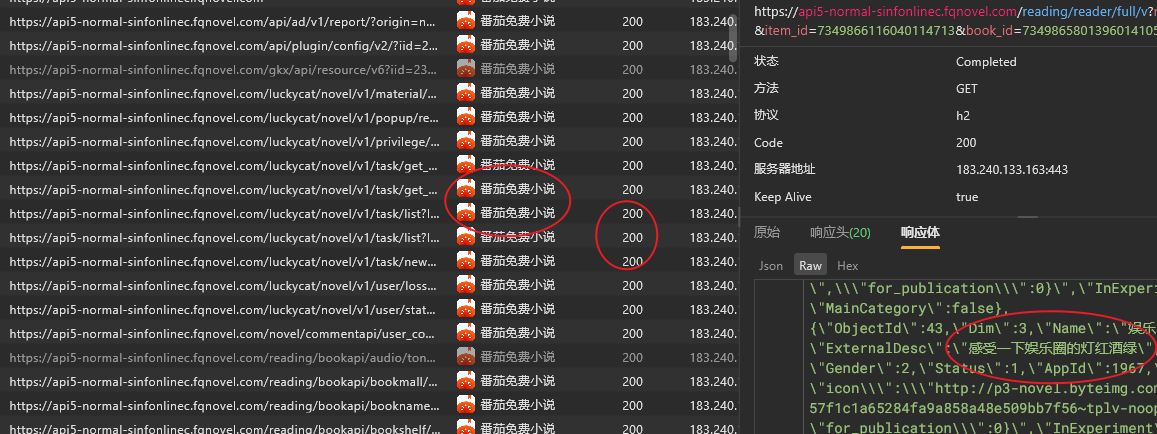 https://api5-normal-sinfonlinec.fqnovel.com/api/ad/v1/report/?origin=n... 番茄免费小说 200 183.240.
https://api5-normal-sinfonlinec.fqnovel.com/api/plugin/config/v2/?iid=2... 番茄免费小说 200 183.240.
https://api5-normal-sinfonlinec.fqnovel.com/gkx/api/resource/v6?iid=23... 番茄免费小说 200 183.240.
https://api5-normal-sinfonlinec.fqnovel.com/luckycat/novel/v1/material/... 番茄免费小说 200 183.240.
https://api5-normal-sinfonlinec.fqnovel.com/luckycat/novel/v1/popup/re... 番茄免费小说 200 183.240.
https://api5-normal-sinfonlinec.fqnovel.com/luckycat/novel/v1/privilege/... 番茄免费小说 200 183.240.
https://api5-normal-sinfonlinec.fqnovel.com/luckycat/novel/v1/task/get_... 番茄免费小说 200 183.240.
https://api5-normal-sinfonlinec.fqnovel.com/luckycat/novel/v1/task/get_... 番茄免费小说 200 183.240.
https://api5-normal-sinfonlinec.fqnovel.com/luckycat/novel/v1/task/list?l... 番茄免费小说 200 183.240.
https://api5-normal-sinfonlinec.fqnovel.com/luckycat/novel/v1/task/list?l... 番茄免费小说 200 183.240.
https://api5-normal-sinfonlinec.fqnovel.com/luckycat/novel/v1/task/new... 番茄免费小说 200 183.240.
https://api5-normal-sinfonlinec.fqnovel.com/luckycat/novel/v1/user/loss... 番茄免费小说 200 183.240.
https://api5-normal-sinfonlinec.fqnovel.com/luckycat/novel/v1/user/stat... 番茄免费小说 200 183.240.
https://api5-normal-sinfonlinec.fqnovel.com/novel/commentapi/user_co... 番茄免费小说 200 183.240.
https://api5-normal-sinfonlinec.fqnovel.com/reading/bookapi/audio/ton... 番茄免费小说 200 183.240.
https://api5-normal-sinfonlinec.fqnovel.com/reading/bookapi/bookmall/... 番茄免费小说 200 183.240.
https://api5-normal-sinfonlinec.fqnovel.com/reading/bookapi/bookname... 番茄免费小说 200 183.240.
https://api5-normal-sinfonlinec.fqnovel.com/reading/bookapi/bookshelf/... 番茄免费小说 200 183.240.
https://api5-normal-sinfonlinec.fqnovel.com/reading/reader/full/v?
&item_id=7349866116040114713&book_id=7349865801396014105
状态 Completed
方法 GET
协议 h2
Code 200
服务器地址 183.240.133.163:443
Keep Alive true
原始 响应头(20) 响应体
Json Raw Hex
\",\\\"for_publication\\\":0}\",\"InExperi
\"MainCategory\":false},
{\"ObjectId\":43,\"Dim\":3,\"Name\":\"娱乐
\"ExternalDesc\":\"感受一下娱乐圈的灯红酒绿\"
\"Gender\":2,\"Status\":1,\"AppId\":1967,
\"icon\\\":\\\"http://p3-novel.byteimg.com
57f1c1a65284fa9a858a48e509bb7f56~tplv-noop
\"for_publication\\\":0}\",\"InExperiment\"